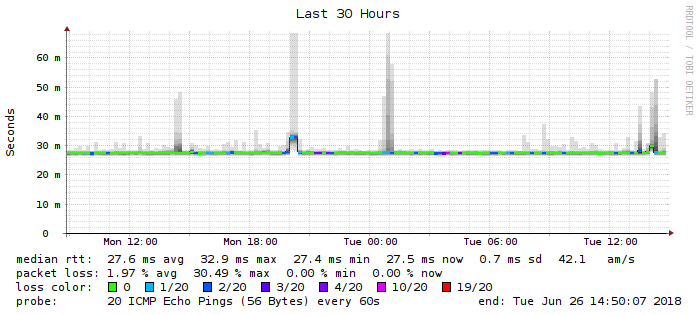 Last 30 Hours
RRDTOOL / TOBI OETIKER
Seconds
60 m
50 m
40 m
30 m
20 m
10 m
0
Mon 12:00 Mon 18:00 Tue 00:00 Tue 06:00 Tue 12:00
median rtt: 27.6 ms avg 32.9 ms max 27.4 ms min 27.5 ms now 0.7 ms sd 42.1 am/s
packet loss: 1.97 % avg 30.49 % max 0.00 % min 0.00 % now
loss color: 0 1/20 2/20 3/20 4/20 10/20 19/20
probe: 20 ICMP Echo Pings (56 Bytes) every 60s end: Tue Jun 26 14:50:07 2018